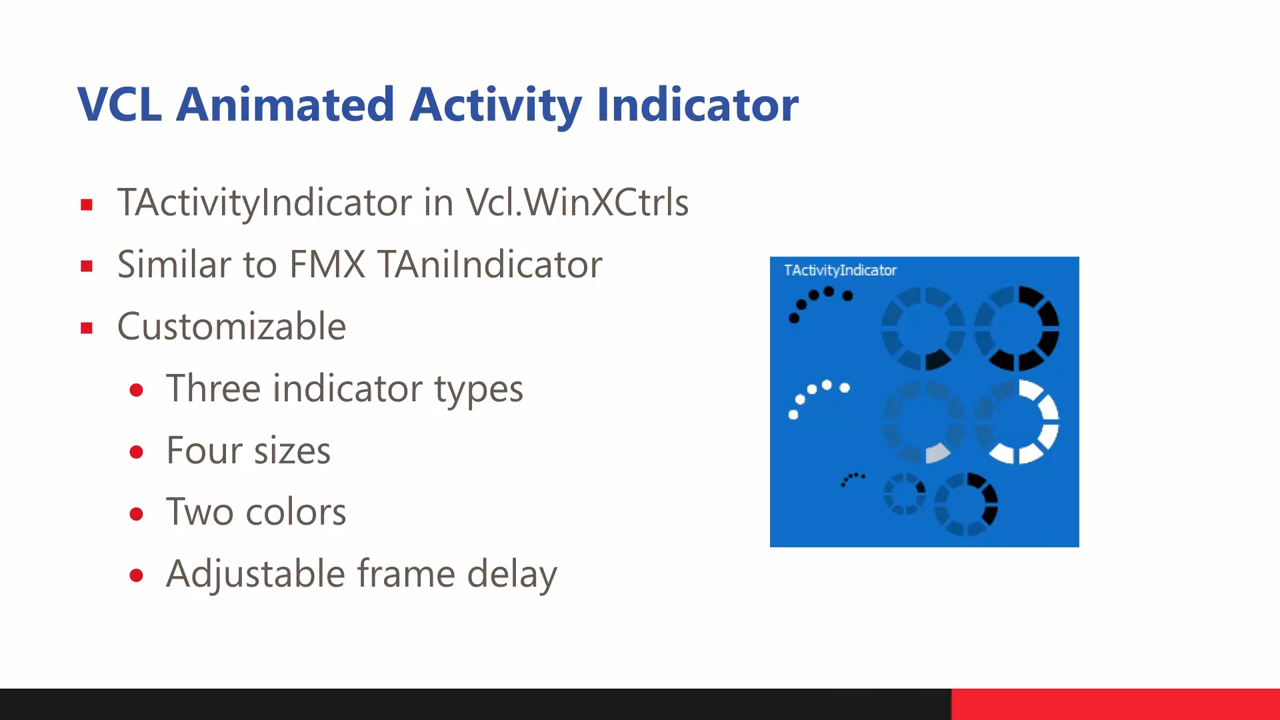 VCL Animated Activity Indicator
TActivityIndicator in Vcl.WinXCtrls
Similar to FMX TAniIndicator
Customizable
Three indicator types
Four sizes
Two colors
Adjustable frame delay
TActivityIndicator